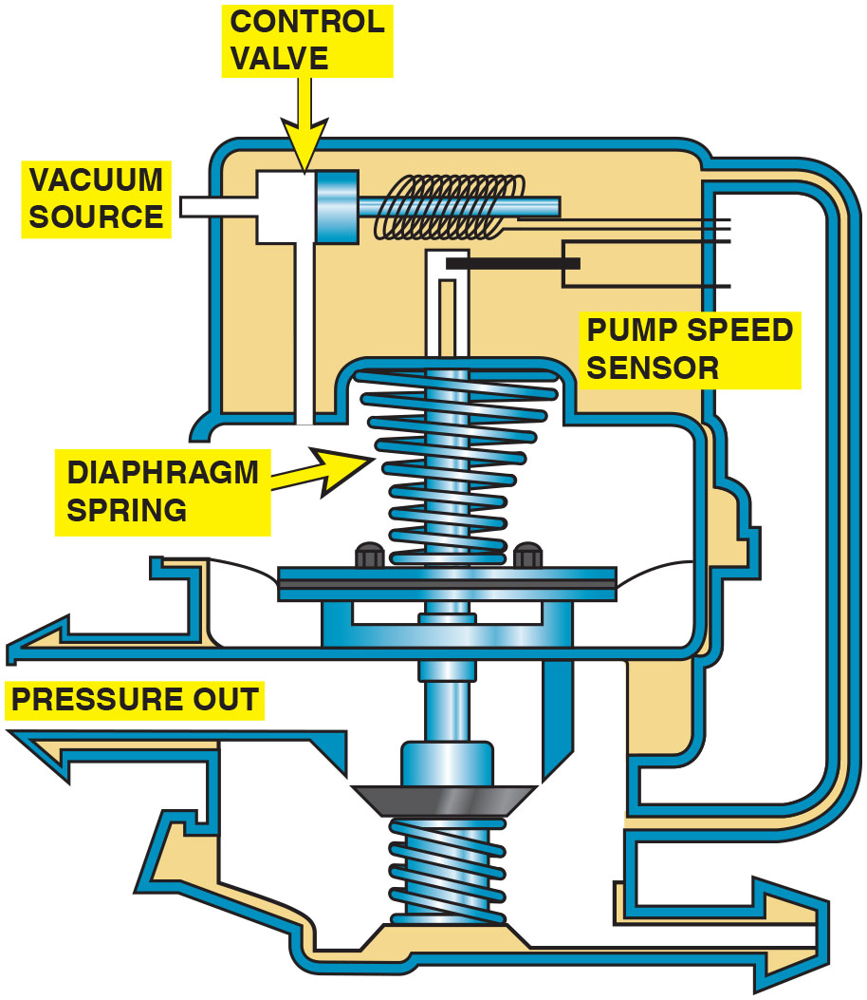 CONTROL
VALVE
VACUUM
SOURCE
PUMP SPEED
SENSOR
DIAPHRAGM
SPRING
PRESSURE OUT